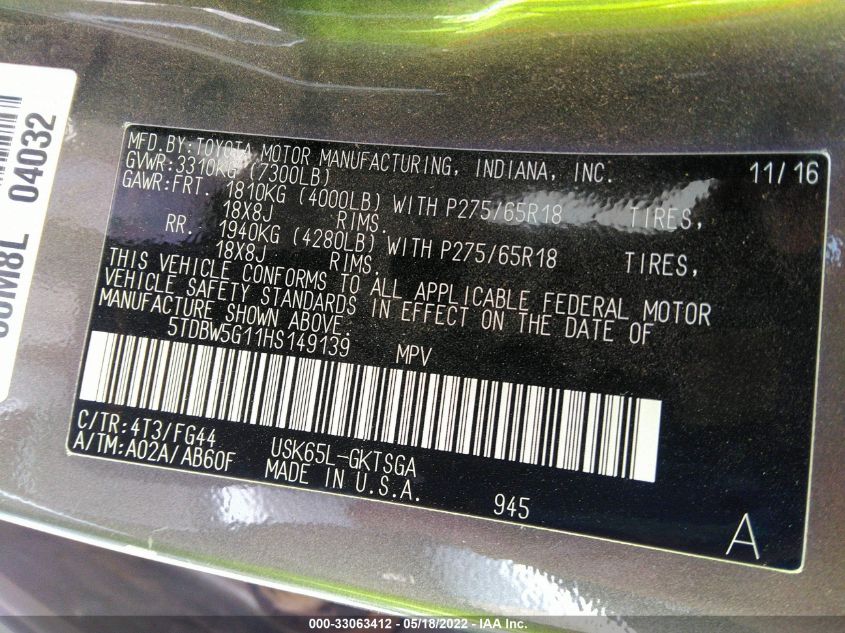 MFD.BY:TOYOTA MOTOR MANUFACTURING, INDIANA, INC. 11/16
GVWR:3310KG (7300LB)
GAWR:FRT. 1810KG (4000LB) WITH P275/65R18 TIRES,
18X8J RIMS.
RR. 1940KG (4280LB) WITH P275/65R18 TIRES,
18X8J RIMS.
THIS VEHICLE CONFORMS TO ALL APPLICABLE FEDERAL MOTOR
VEHICLE SAFETY STANDARDS IN EFFECT ON THE DATE OF
MANUFACTURE SHOWN ABOVE.
5TDBW5G11HS149139 MPV
C/TR:4T3/FG44 USK65L-GKTSGA
A/TM:A02A/AB60F MADE IN U.S.A.
945
A
04032
000-33063412 - 05/18/2022 - IAA Inc.